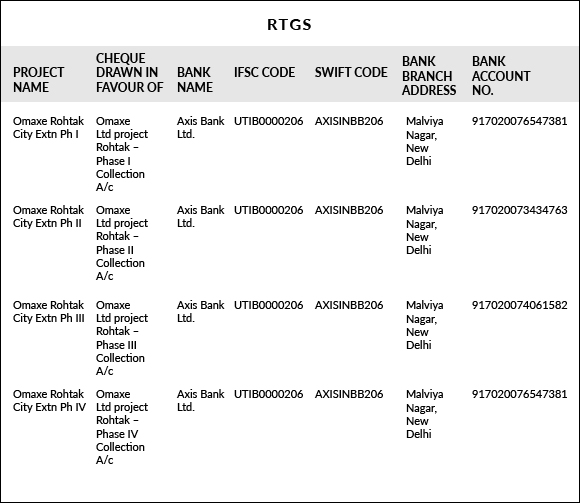 RTGS
PROJECT NAME | CHEQUE DRAWN IN FAVOUR OF | BANK NAME | IFSC CODE | SWIFT CODE | BANK BRANCH ADDRESS | BANK ACCOUNT NO.
Omaxe Rohtak City Extn Ph I | Omaxe Ltd project Rohtak – Phase I Collection A/c | Axis Bank Ltd. | UTIB0000206 | AXISINBB206 | Malviya Nagar, New Delhi | 917020076547381
Omaxe Rohtak City Extn Ph II | Omaxe Ltd project Rohtak – Phase II Collection A/c | Axis Bank Ltd. | UTIB0000206 | AXISINBB206 | Malviya Nagar, New Delhi | 917020073434763
Omaxe Rohtak City Extn Ph III | Omaxe Ltd project Rohtak – Phase III Collection A/c | Axis Bank Ltd. | UTIB0000206 | AXISINBB206 | Malviya Nagar, New Delhi | 917020074061582
Omaxe Rohtak City Extn Ph IV | Omaxe Ltd project Rohtak – Phase IV Collection A/c | Axis Bank Ltd. | UTIB0000206 | AXISINBB206 | Malviya Nagar, New Delhi | 917020076547381